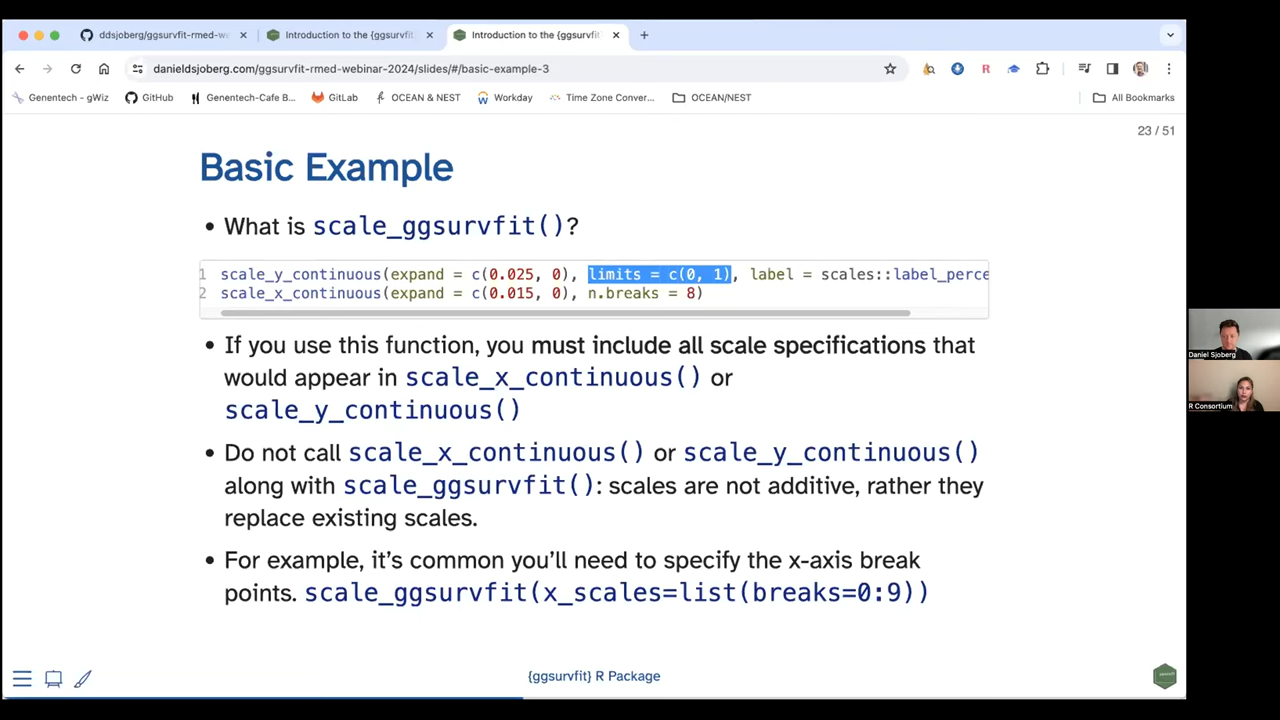 ddsjoberg/ggsurvfit-rmed-we
Introduction to the {ggsurvfit
Introduction to the {ggsurvfit
danieldsjoberg.com/ggsurvfit-rmed-webinar-2024/slides/#/basic-example-3
Genentech - gWiz
GitHub
Genentech-Cafe B...
GitLab
OCEAN & NEST
Workday
Time Zone Conver...
OCEAN/NEST
All Bookmarks
23 / 51
Basic Example
• What is scale_ggsurvfit()?
1 scale_y_continuous(expand = c(0.025, 0), limits = c(0, 1), label = scales::label_perce
2 scale_x_continuous(expand = c(0.015, 0), n.breaks = 8)
• If you use this function, you must include all scale specifications that
would appear in scale_x_continuous() or
scale_y_continuous()
• Do not call scale_x_continuous() or scale_y_continuous()
along with scale_ggsurvfit(): scales are not additive, rather they
replace existing scales.
• For example, it’s common you’ll need to specify the x-axis break
points. scale_ggsurvfit(x_scales=list(breaks=0:9))
{ggsurvfit} R Package
Daniel Sjoberg
R Consortium